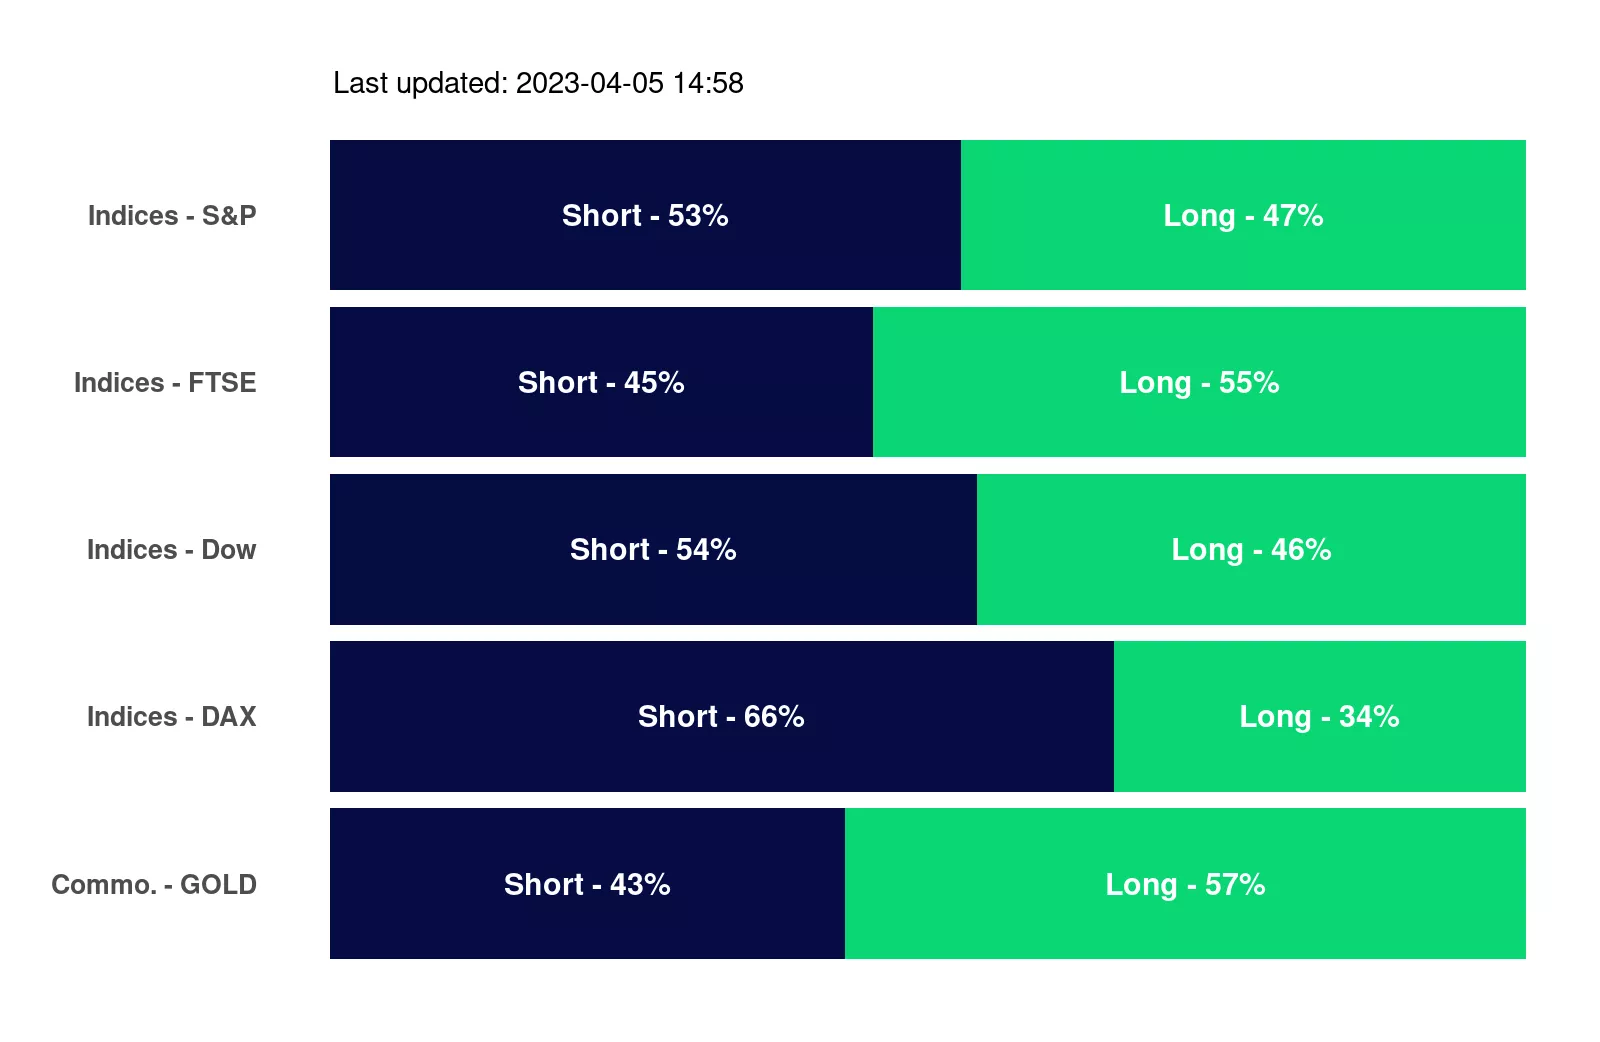 Last updated: 2023-04-05 14:58
Indices - S&P Short - 53% Long - 47%
Indices - FTSE Short - 45% Long - 55%
Indices - Dow Short - 54% Long - 46%
Indices - DAX Short - 66% Long - 34%
Commo. - GOLD Short - 43% Long - 57%